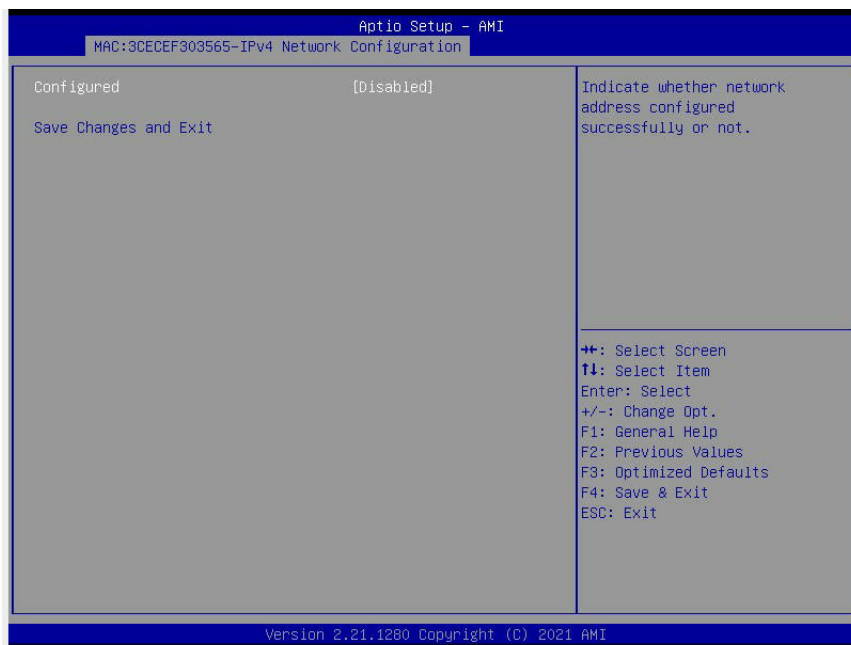 Aptio Setup – AMI
MAC:3CECEF303565-IPv4 Network Configuration
Configured [Disabled]
Save Changes and Exit
Indicate whether network
address configured
successfully or not.
→←: Select Screen
↑↓: Select Item
Enter: Select
+/-: Change Opt.
F1: General Help
F2: Previous Values
F3: Optimized Defaults
F4: Save & Exit
ESC: Exit
Version 2.21.1280 Copyright (C) 2021 AMI